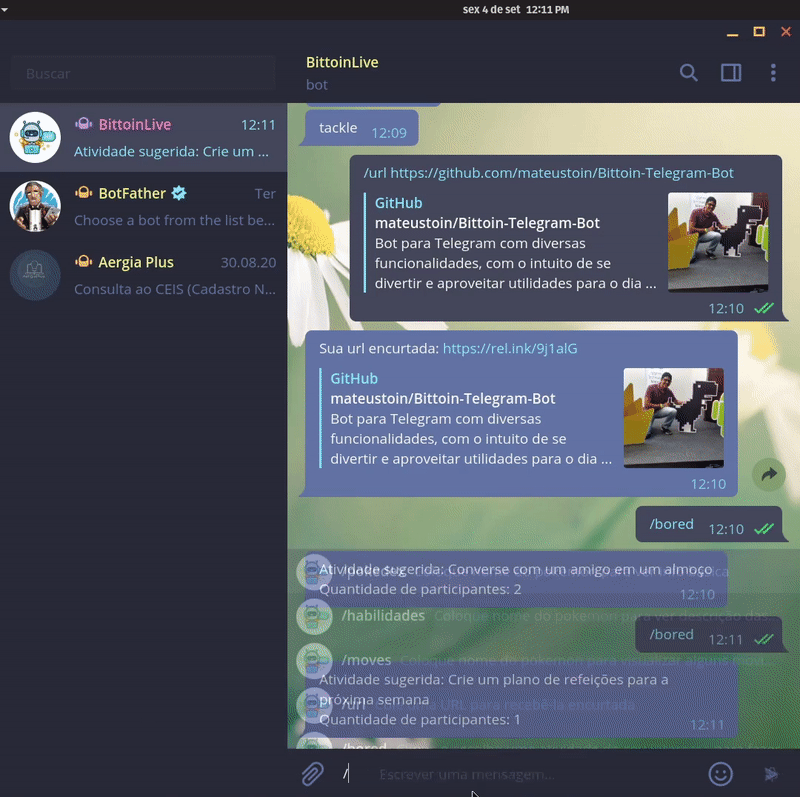 sex 4 de set 12:11 PM
Buscar
BittoinLive
bot
BittoinLive 12:11
Atividade sugerida: Crie um ...
BotFather Ter
Choose a bot from the list be...
Aergia Plus 30.08.20
Consulta ao CEIS (Cadastro N...
tackle 12:09
/url https://github.com/mateustoin/Bittoin-Telegram-Bot
GitHub
mateustoin/Bittoin-Telegram-Bot
Bot para Telegram com diversas
funcionalidades, com o intuito de se
divertir e aproveitar utilidades para o dia ...
12:10
Sua url encurtada: https://rel.ink/9j1alG
GitHub
mateustoin/Bittoin-Telegram-Bot
Bot para Telegram com diversas
funcionalidades, com o intuito de se
divertir e aproveitar utilidades para o dia ...
12:10
/bored 12:10
Atividade sugerida: Converse com um amigo em um almoço
Quantidade de participantes: 2
12:10
/habilidades Coloque nome do pokemon para ver descrição das
/bored 12:11
/moves Coloque nome do pokemon para visualizar alguns movi...
Atividade sugerida: Crie um plano de refeições para a
próxima semana
/url URL para recebê-la encurtada
Quantidade de participantes: 1
12:11
/bored
/ Escrever uma mensagem...